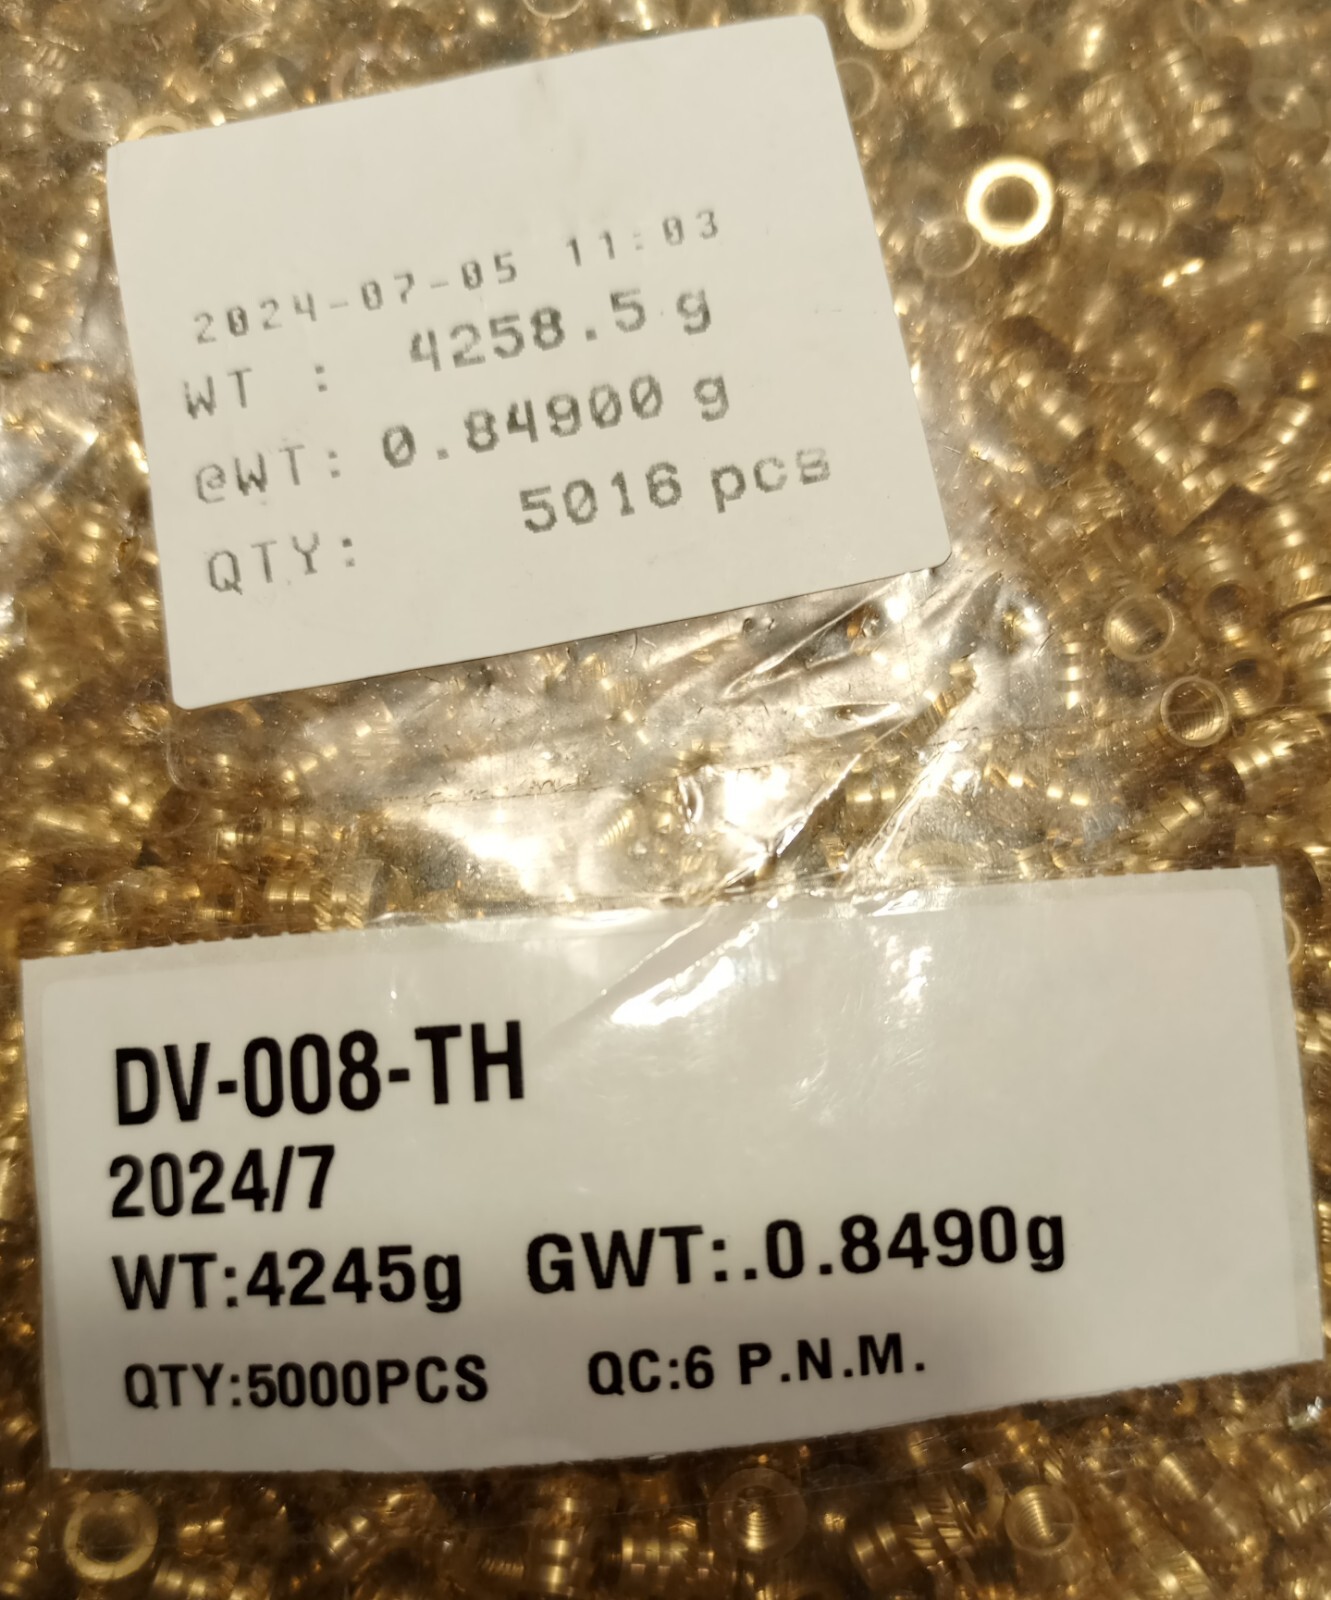 2024-07-05 11:03
WT : 4258.5 g
@WT: 0.84900 g
QTY: 5016 pcs
DV-008-TH
2024/7
WT:4245g GWT:.0.8490g
QTY:5000PCS QC:6 P.N.M.